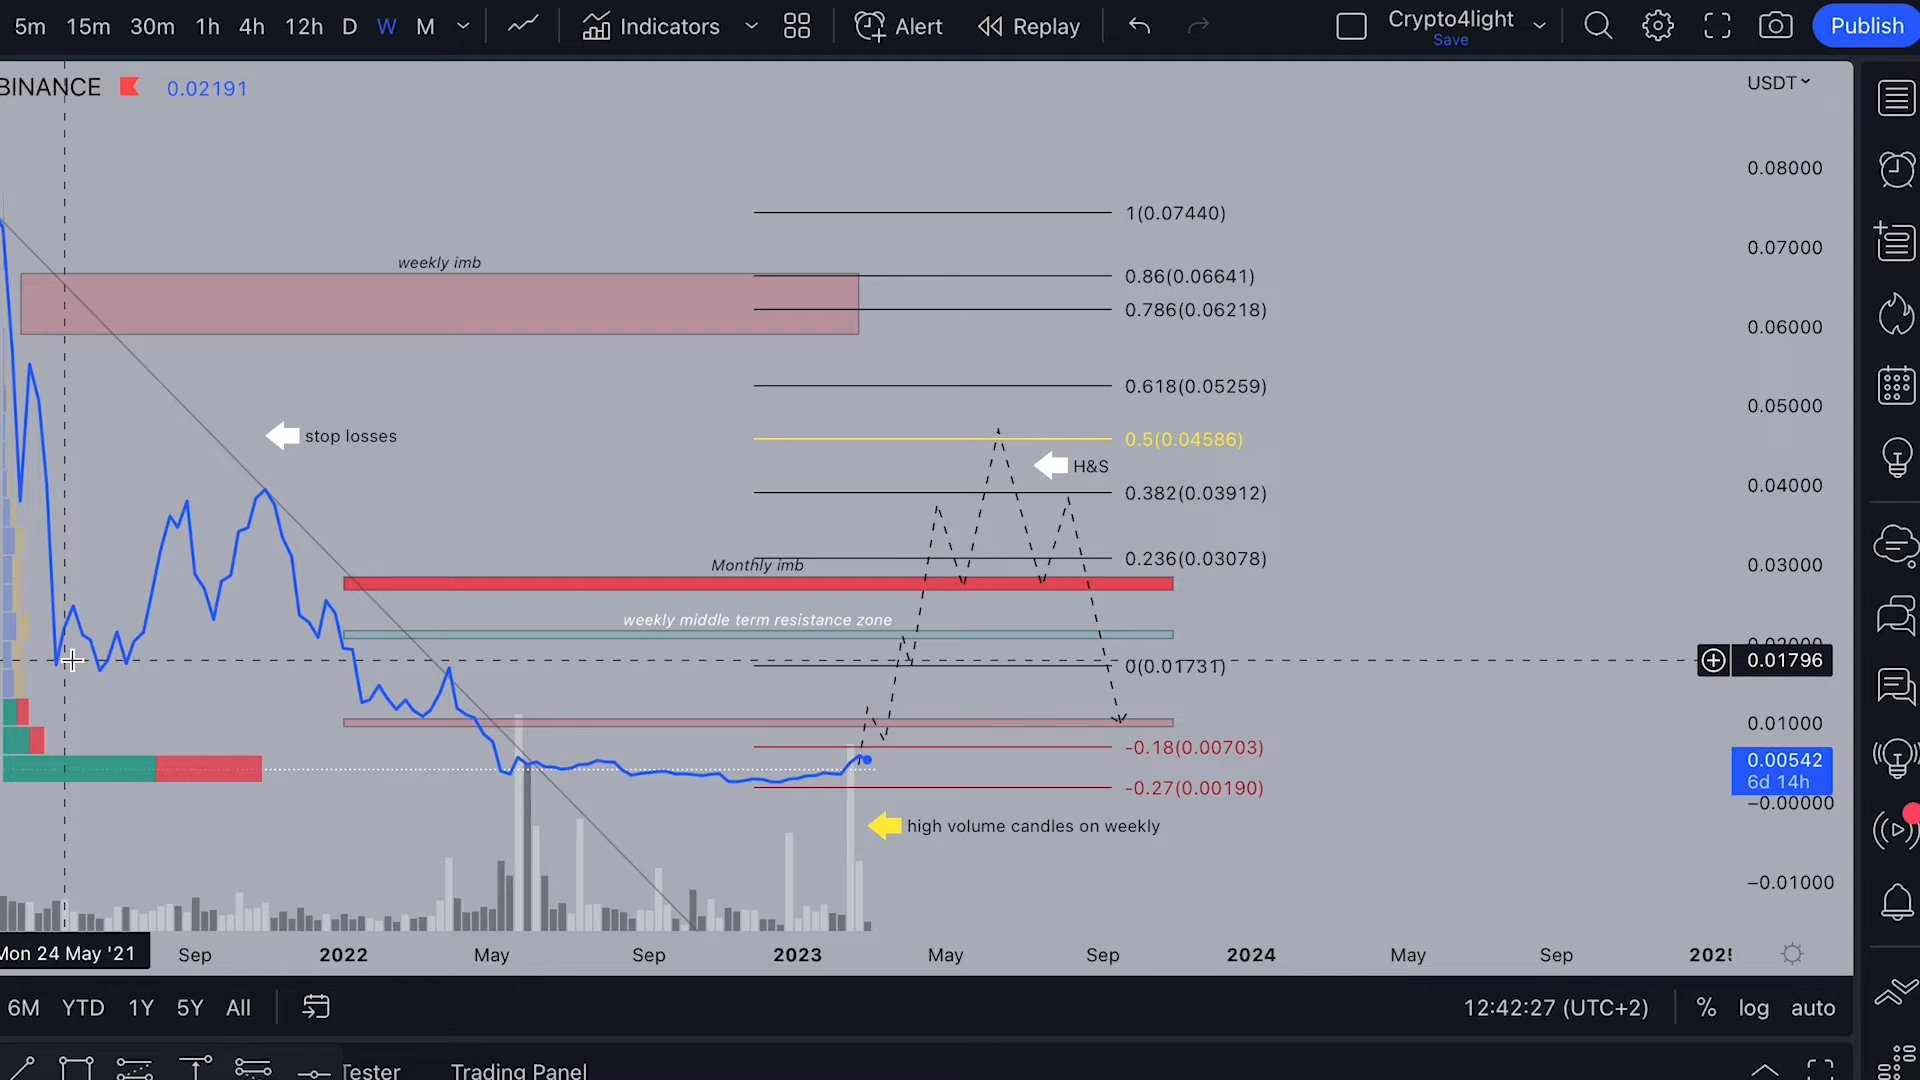 5m 15m 30m 1h 4h 12h D W M Indicators Alert Replay Crypto4light Publish
Save
BINANCE 0.02191
USDT
0.08000
1(0.07440)
0.07000
weekly imb
0.86(0.06641)
0.786(0.06218)
0.06000
0.618(0.05259)
0.05000
stop losses
0.5(0.04586)
H&S
0.04000
0.382(0.03912)
0.236(0.03078)
Monthly imb
0.03000
weekly middle term resistance zone
0.02000
0(0.01731)
0.01796
0.01000
-0.18(0.00703)
0.00542
6d 14h
-0.27(0.00190)
−0.00000
high volume candles on weekly
−0.01000
Mon 24 May '21 Sep 2022 May Sep 2023 May Sep 2024 May Sep
6M YTD 1Y 5Y All 12:42:27 (UTC+2) % log auto
Tester Trading Panel